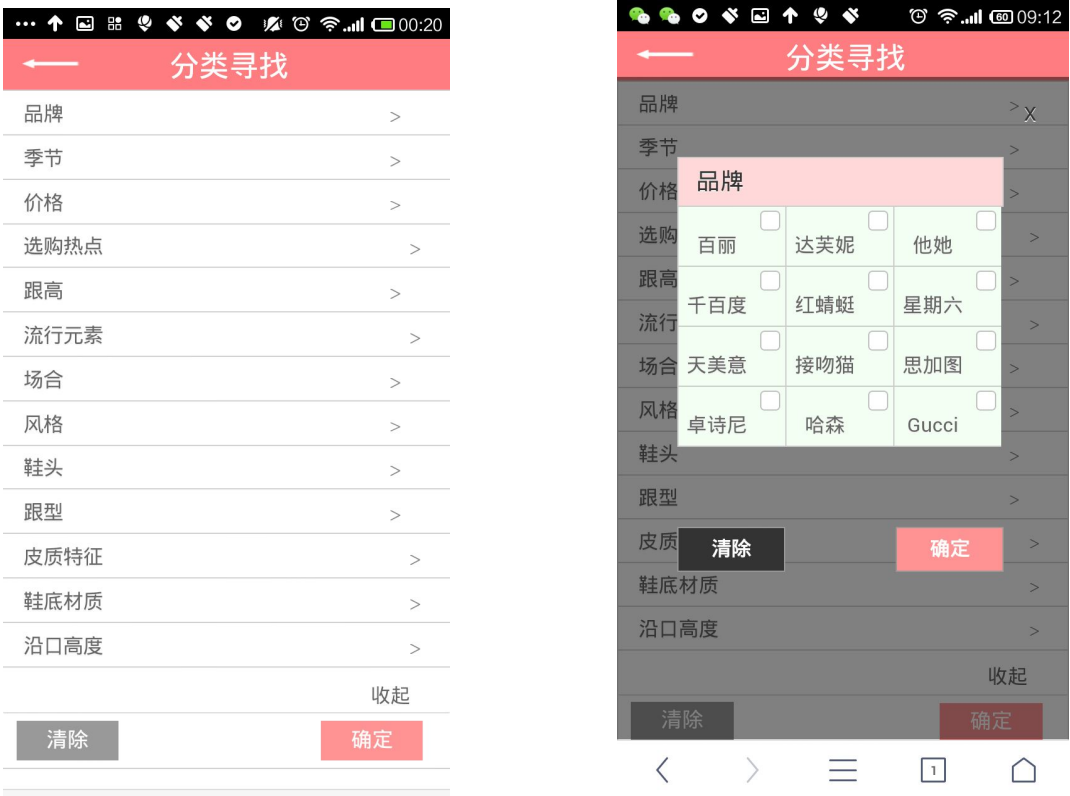 00:20
分类寻找
品牌 >
季节 >
价格 >
选购热点 >
跟高 >
流行元素 >
场合 >
风格 >
鞋头 >
跟型 >
皮质特征 >
鞋底材质 >
沿口高度 >
收起
清除 确定
60 09:12
分类寻找
品牌 > X
季节 >
价格 >
选购 >
跟高 >
流行 >
场合 >
风格 >
鞋头 >
跟型 >
皮质 >
鞋底材质 >
沿口高度 >
收起
清除 确定
品牌
百丽 达芙妮 他她
千百度 红蜻蜓 星期六
天美意 接吻猫 思加图
卓诗尼 哈森 Gucci
清除 确定
1